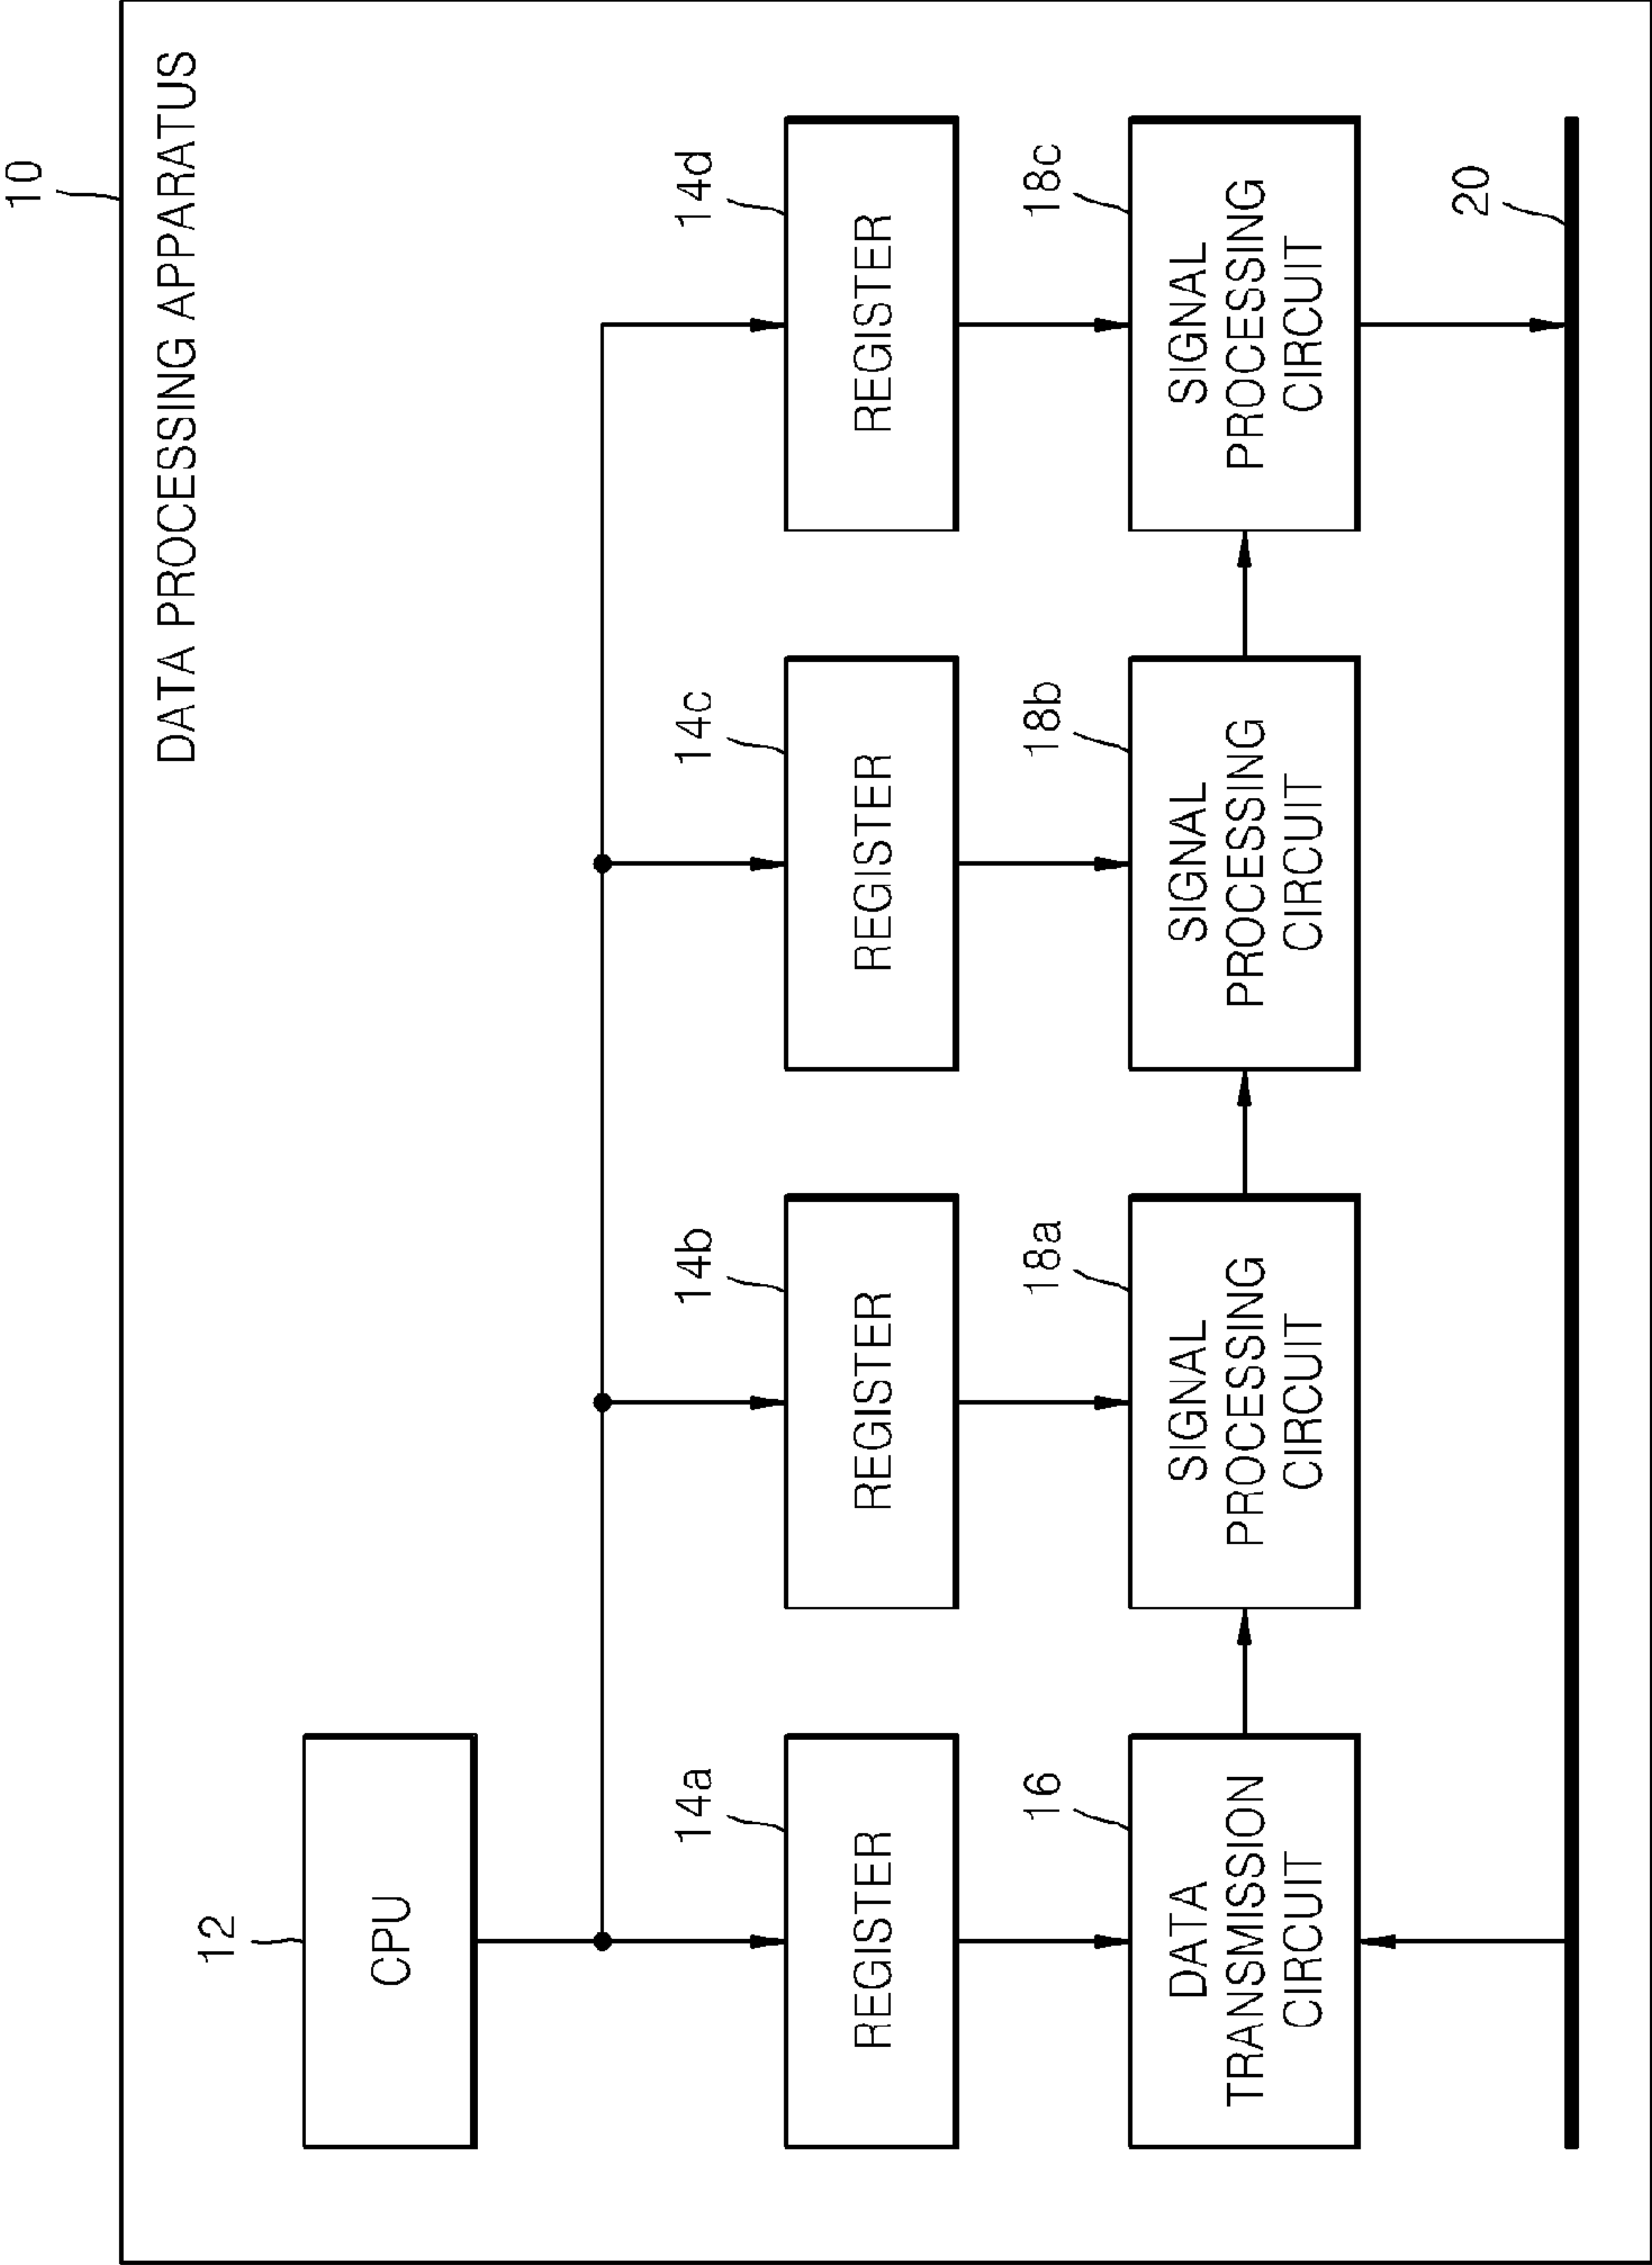 10
DATA PROCESSING APPARATUS
12
CPU
14a
14b
14c
14d
REGISTER
REGISTER
REGISTER
REGISTER
16
18a
18b
18c
DATA
TRANSMISSION
CIRCUIT
SIGNAL
PROCESSING
CIRCUIT
SIGNAL
PROCESSING
CIRCUIT
SIGNAL
PROCESSING
CIRCUIT
20